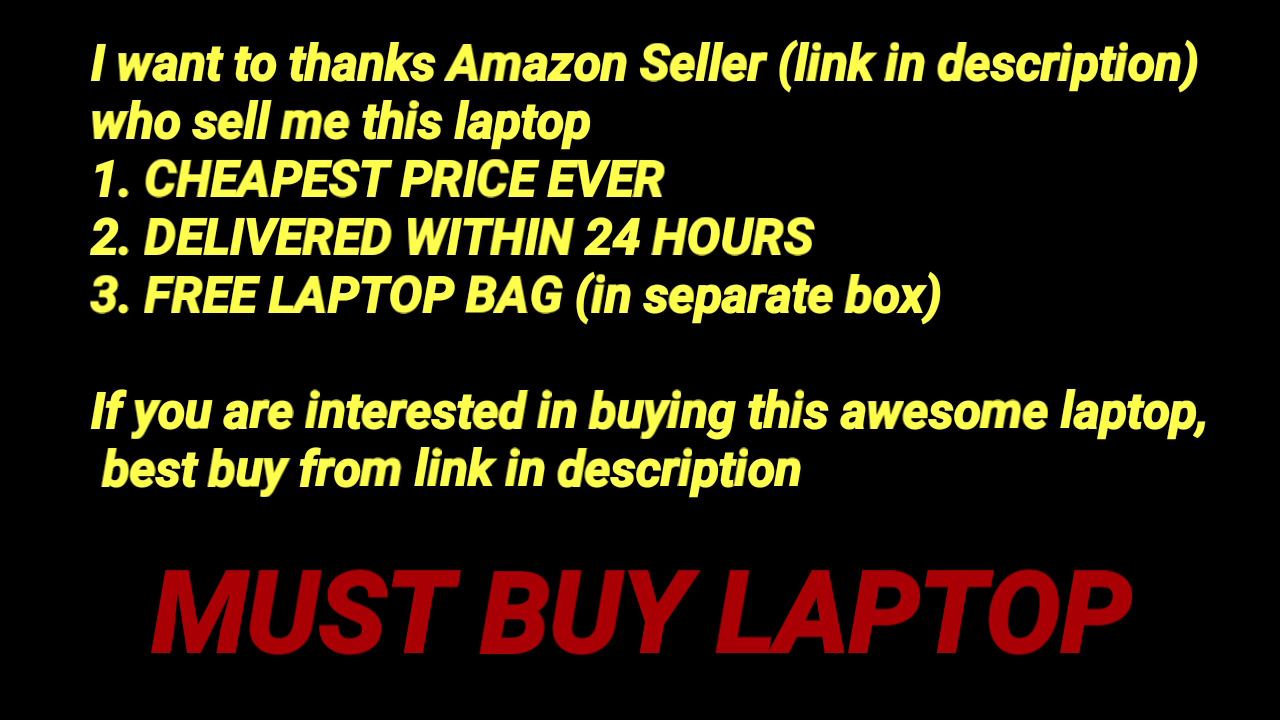 I want to thanks Amazon Seller (link in description)
who sell me this laptop
1. CHEAPEST PRICE EVER
2. DELIVERED WITHIN 24 HOURS
3. FREE LAPTOP BAG (in separate box)
If you are interested in buying this awesome laptop,
best buy from link in description
MUST BUY LAPTOP